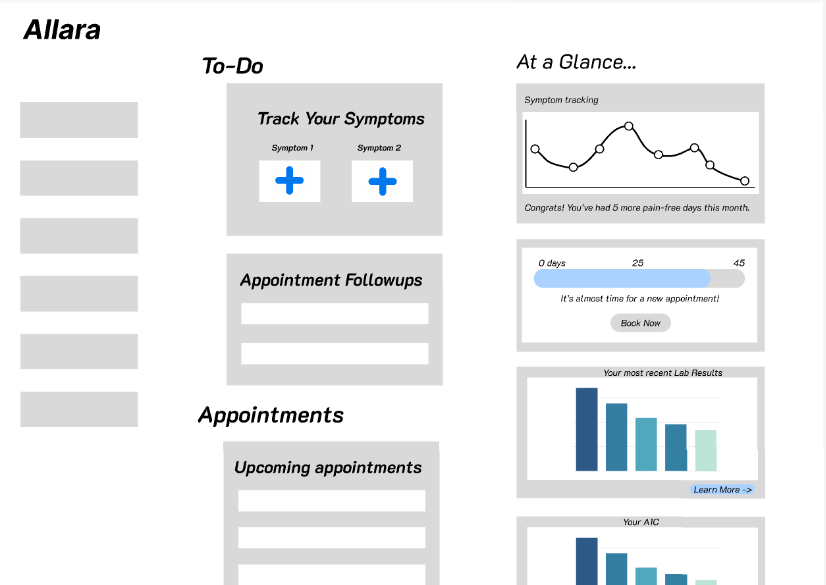 Allara
To-Do
Track Your Symptoms
Symptom 1
Symptom 2
Appointment Followups
Appointments
Upcoming appointments
At a Glance...
Symptom tracking
Congrats! You've had 5 more pain-free days this month.
0 days
25
45
It's almost time for a new appointment!
Book Now
Your most recent Lab Results
Learn More ->
Your A1C